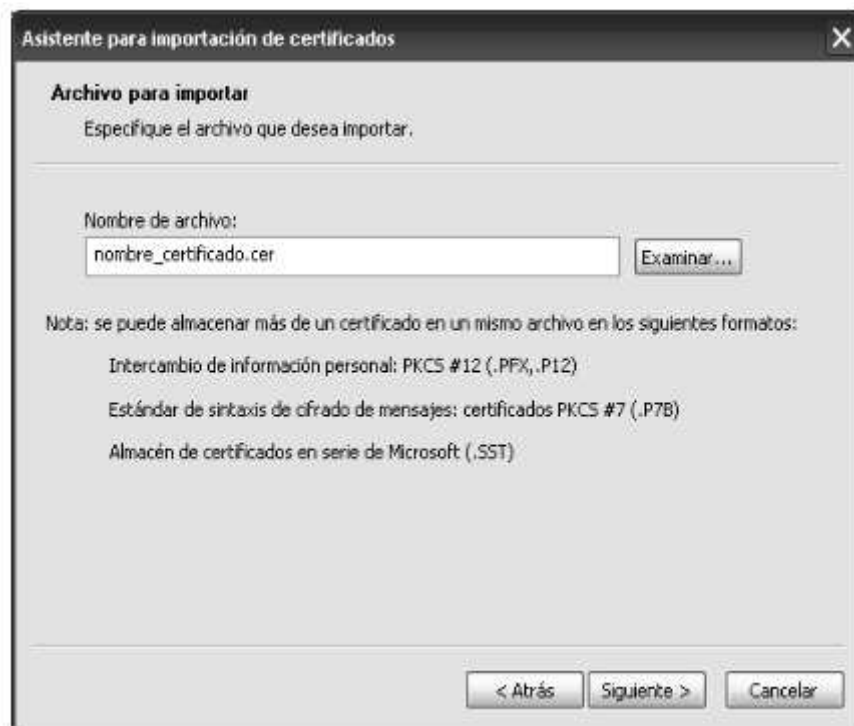 Asistente para importación de certificados
Archivo para importar
Especifique el archivo que desea importar.
Nombre de archivo:
nombre_certificado.cer
Examinar...
Nota: se puede almacenar más de un certificado en un mismo archivo en los siguientes formatos:
Intercambio de información personal: PKCS #12 (.PFX,.P12)
Estándar de sintaxis de cifrado de mensajes: certificados PKCS #7 (.P7B)
Almacén de certificados en serie de Microsoft (.SST)
< Atrás Siguiente > Cancelar